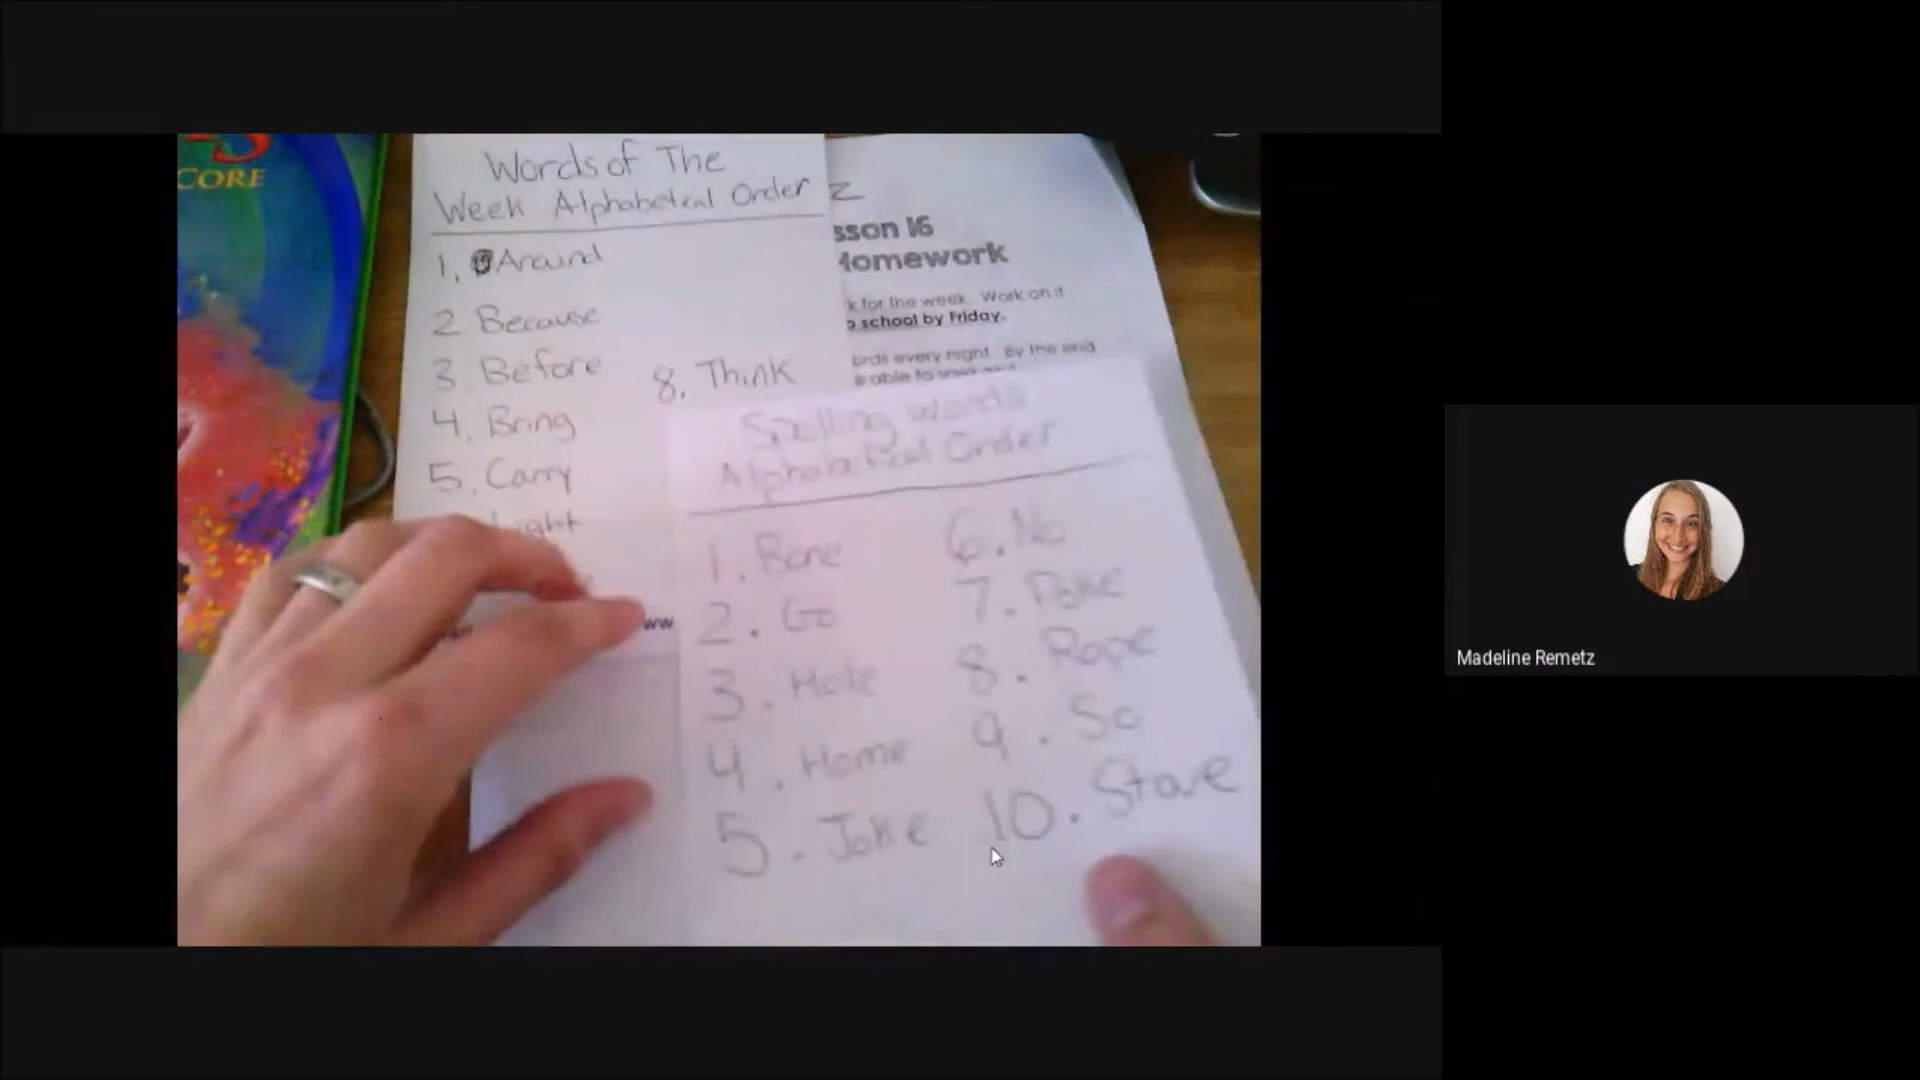 CORE
Words of The
Week Alphabetical Order
1. Around
2. Because
3. Before
4. Bring
5. Carry
light
8. Think
z
sson 16
Homework
k for the week. Work on it
o school by Friday.
ords every night. By the end
able to
Spelling Words
Alphabetical Order
1. Bone
2. Go
3. Hole
4. Home
5. Joke
6. No
7. Poke
8. Rope
9. So
10. Stove
Madeline Remetz